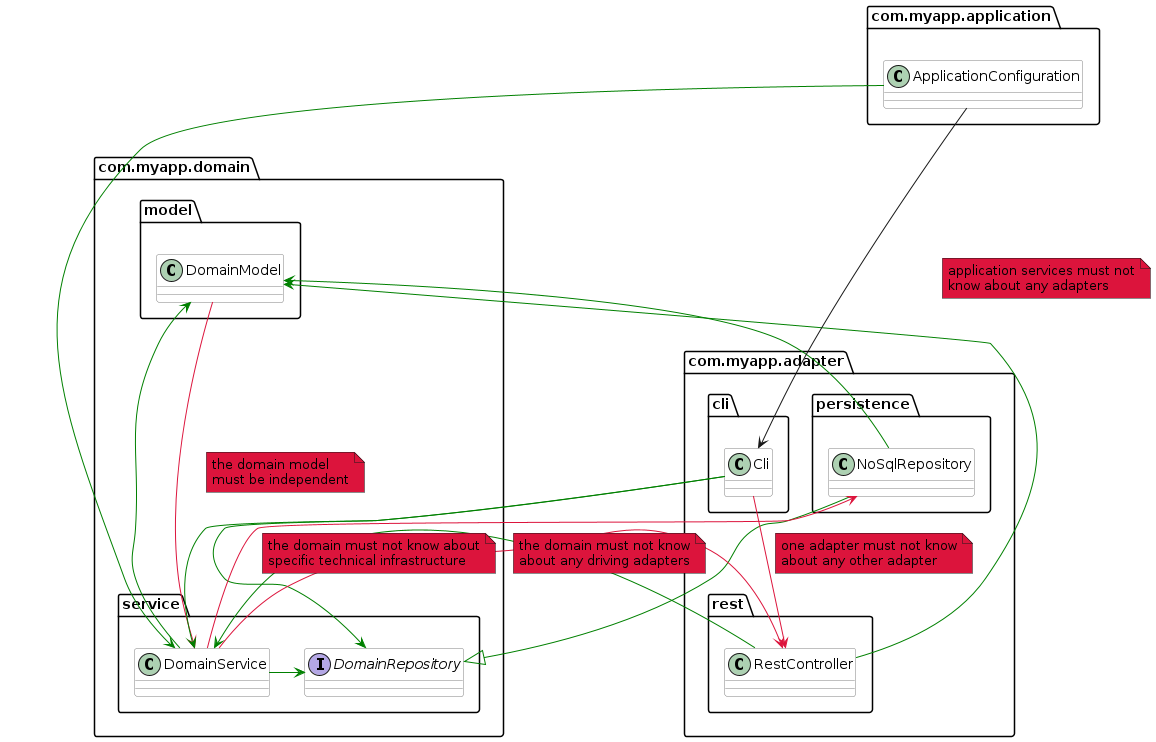 com.myapp.application
C ApplicationConfiguration
com.myapp.domain
model
C DomainModel
application services must not
know about any adapters
com.myapp.adapter
cli
persistence
C Cli
C NoSqlRepository
the domain model
must be independent
the domain must not know about
specific technical infrastructure
the domain must not know
about any driving adapters
one adapter must not know
about any other adapter
service
rest
C DomainService
I DomainRepository
C RestController